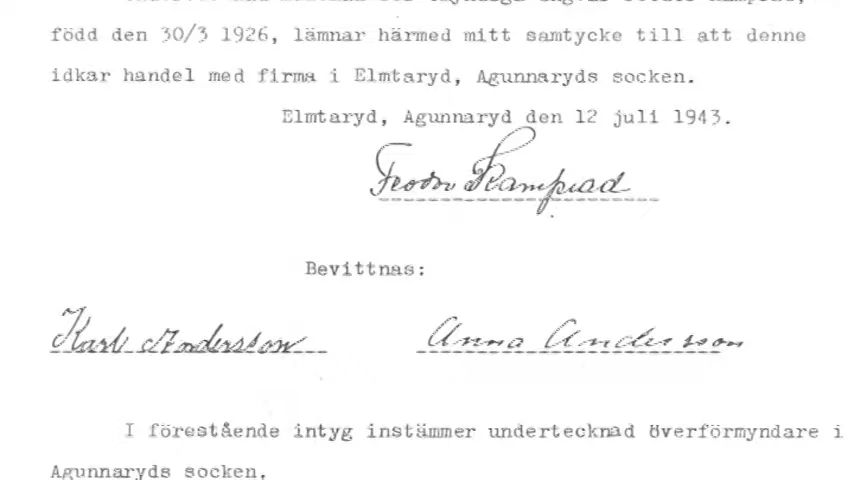 född den 30/3 1926, lämnar härmed mitt samtycke till att denne
idkar handel med firma i Elmtaryd, Agunnaryds socken.
Elmtaryd, Agunnaryd den 12 juli 1943.
Feodor Kamprad
Bevittnas:
Karl Andersson
Anna Andersson
I förestående intyg instämmer undertecknad överförmyndare i
Agunnaryds socken,